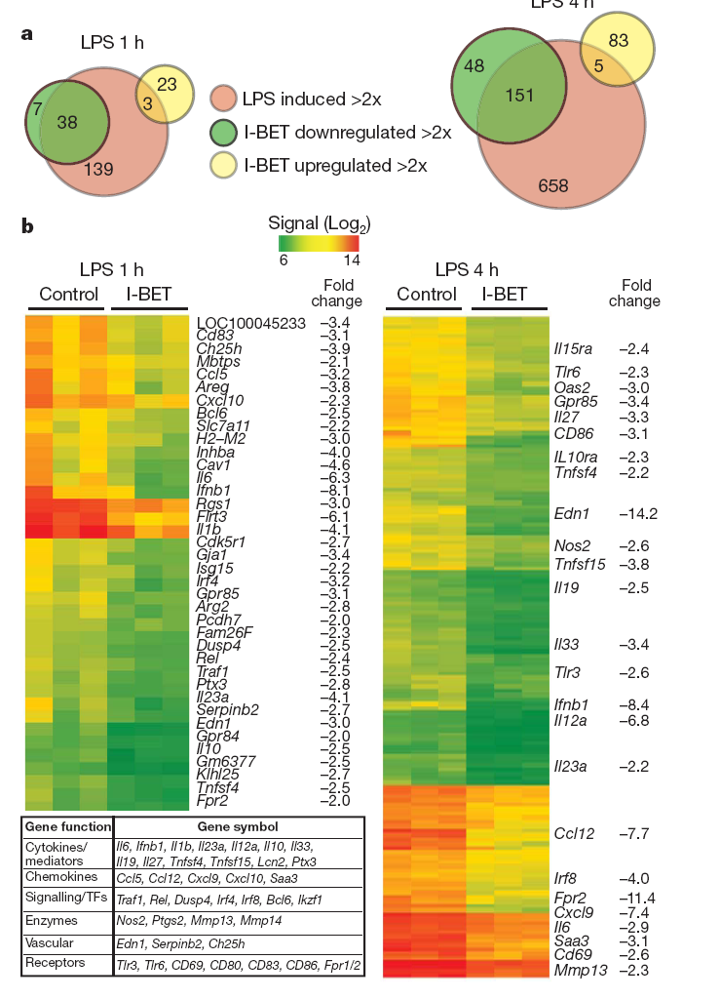 a
LPS 1 h
LPS 4 h
7
38
3
23
139
LPS induced >2x
I-BET downregulated >2x
I-BET upregulated >2x
48
151
5
83
658
b
Signal (Log2)
6 14
LPS 1 h
Control I-BET
Fold
change
LOC100045233 –3.4
Cd83 –3.1
Ch25h –3.9
Mbtps –2.1
Ccl5 –3.2
Areg –3.8
Cxcl10 –2.3
Bcl6 –2.5
Slc7a11 –2.2
H2–M2 –3.0
Inhba –4.0
Cav1 –4.6
Il6 –6.3
Ifnb1 –8.1
Rgs1 –3.0
Flrt3 –6.1
Il1b –4.1
Cdk5r1 –2.7
Gja1 –3.4
Isg15 –2.2
Irf4 –3.2
Gpr85 –3.1
Arg2 –2.8
Pcdh7 –2.0
Fam26F –2.3
Dusp4 –2.5
Rel –2.4
Traf1 –2.5
Ptx3 –2.8
Il23a –4.1
Serpinb2 –2.7
Edn1 –3.0
Gpr84 –2.0
Il10 –2.5
Gm6377 –2.5
Klhl25 –2.7
Tnfsf4 –2.5
Fpr2 –2.0
LPS 4 h
Control I-BET
Fold
change
Il15ra –2.4
Tlr6 –2.3
Oas2 –3.0
Gpr85 –3.4
Il27 –3.3
CD86 –3.1
IL10ra –2.3
Tnfsf4 –2.2
Edn1 –14.2
Nos2 –2.6
Tnfsf15 –3.8
Il19 –2.5
Il33 –3.4
Tlr3 –2.6
Ifnb1 –8.4
Il12a –6.8
Il23a –2.2
Ccl12 –7.7
Irf8 –4.0
Fpr2 –11.4
Cxcl9 –7.4
Il6 –2.9
Saa3 –3.1
Cd69 –2.6
Mmp13 –2.3
Gene function Gene symbol
Cytokines/ Il6, Ifnb1, Il1b, Il23a, Il12a, Il10, Il33,
mediators Il19, Il27, Tnfsf4, Tnfsf15, Lcn2, Ptx3
Chemokines Ccl5, Ccl12, Cxcl9, Cxcl10, Saa3
Signalling/TFs Traf1, Rel, Dusp4, Irf4, Irf8, Bcl6, Ikzf1
Enzymes Nos2, Ptgs2, Mmp13, Mmp14
Vascular Edn1, Serpinb2, Ch25h
Receptors Tlr3, Tlr6, CD69, CD80, CD83, CD86, Fpr1/2